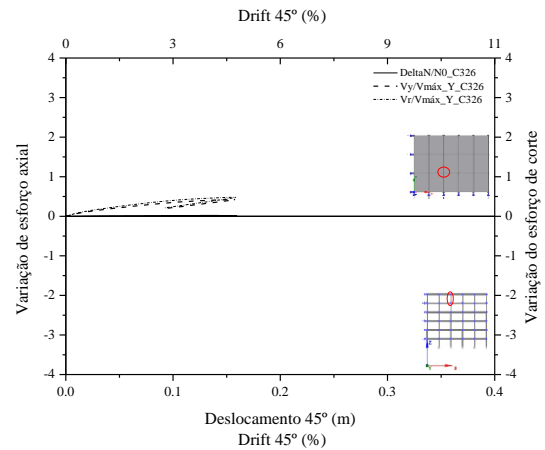 Drift 45º (%)
0 3 5 8 11
4 4
3 3
2 2
1 1
0 0
-1 -1
-2 -2
-3 -3
-4 -4
0.0 0.1 0.2 0.3 0.4
DeltaN/N0_C326
Vy/Vmáx_Y_C326
Vr/Vmáx_Y_C326
Variação de esforço axial
Variação do esforço de corte
Deslocamento 45º (m)
Drift 45º (%)